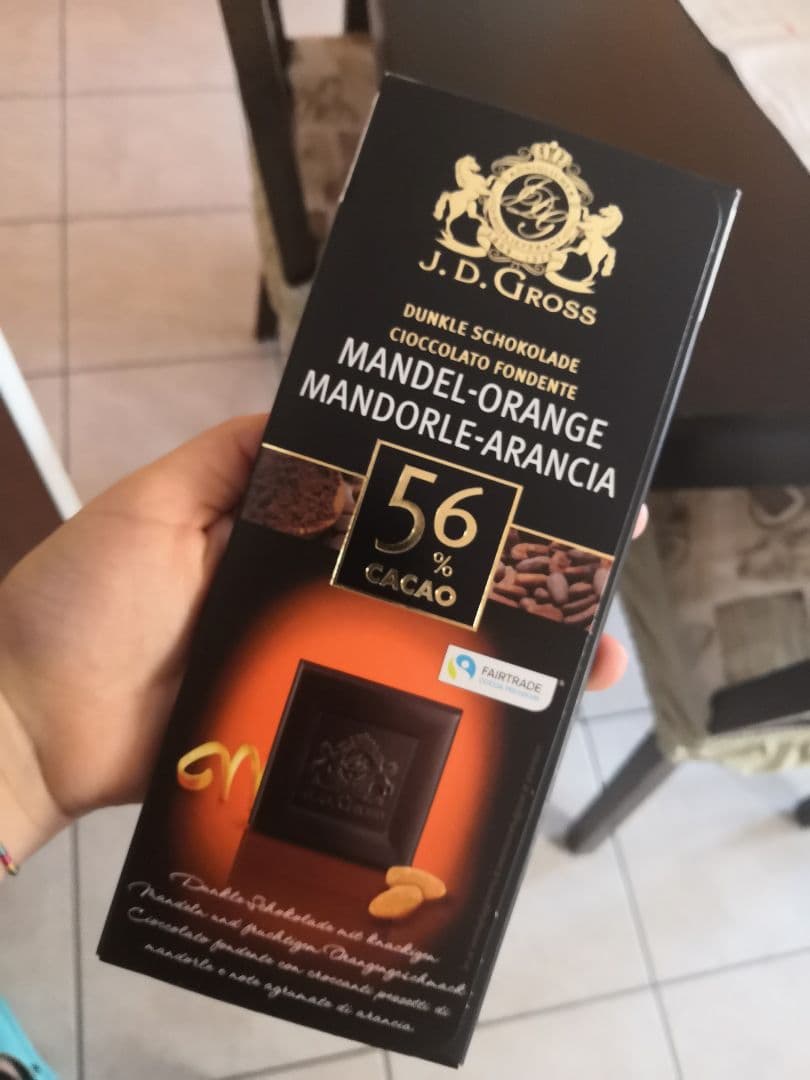 J. D. GROSS
DUNKLE SCHOKOLADE
CIOCCOLATO FONDENTE
MANDEL-ORANGE
MANDORLE-ARANCIA
56
%
CACAO
FAIRTRADE
J. D. GROSS
Dunkle Schokolade mit knackigen
Mandeln und fruchtigem Orangengeschmack
Cioccolato fondente con croccanti pezzetti di
mandorle e note agrumate di arancia